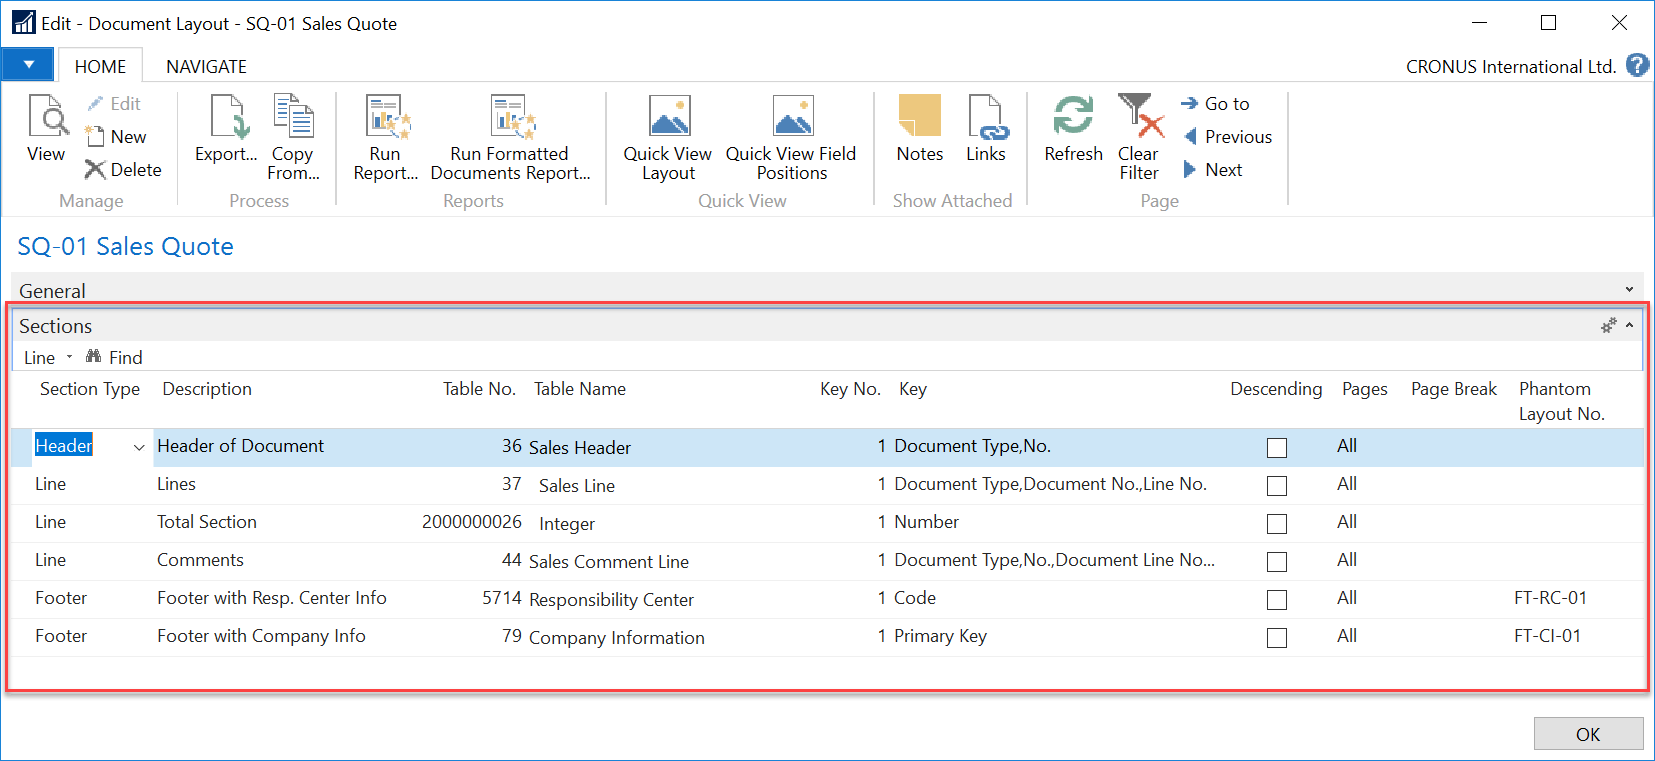 Edit - Document Layout - SQ-01 Sales Quote
HOME NAVIGATE CRONUS International Ltd. ?
View
Edit
New
Delete
Manage
Export...
Copy
From...
Process
Run
Report...
Run Formatted
Documents Report...
Reports
Quick View
Layout
Quick View Field
Positions
Quick View
Notes
Links
Show Attached
Refresh
Clear
Filter
Go to
Previous
Next
Page
SQ-01 Sales Quote
General
Sections
Line Find
Section Type Description Table No. Table Name Key No. Key Descending Pages Page Break Phantom
Layout No.
Header Header of Document 36 Sales Header 1 Document Type,No. All
Line Lines 37 Sales Line 1 Document Type,Document No.,Line No. All
Line Total Section 2000000026 Integer 1 Number All
Line Comments 44 Sales Comment Line 1 Document Type,No.,Document Line No... All
Footer Footer with Resp. Center Info 5714 Responsibility Center 1 Code All FT-RC-01
Footer Footer with Company Info 79 Company Information 1 Primary Key All FT-CI-01
OK